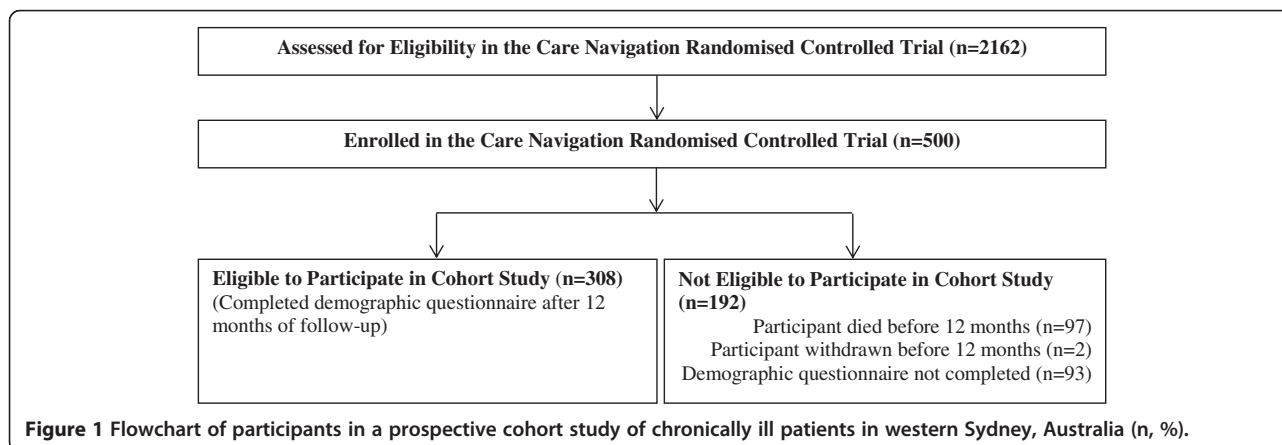 Assessed for Eligibility in the Care Navigation Randomised Controlled Trial (n=2162)
Enrolled in the Care Navigation Randomised Controlled Trial (n=500)
Eligible to Participate in Cohort Study (n=308)
(Completed demographic questionnaire after 12
months of follow-up)
Not Eligible to Participate in Cohort Study
(n=192)
Participant died before 12 months (n=97)
Participant withdrawn before 12 months (n=2)
Demographic questionnaire not completed (n=93)
Figure 1 Flowchart of participants in a prospective cohort study of chronically ill patients in western Sydney, Australia (n, %).